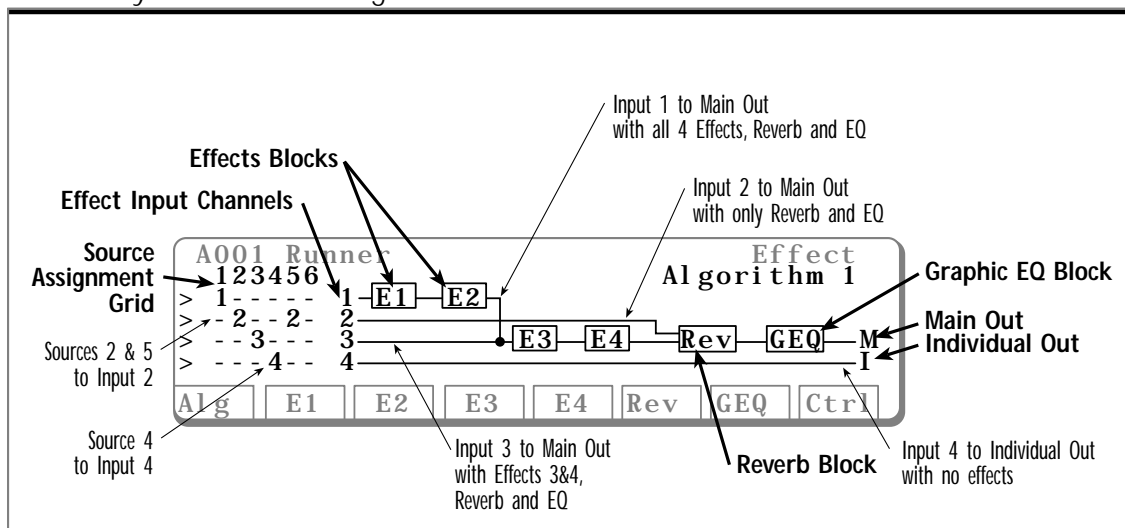 Input 1 to Main Out
with all 4 Effects, Reverb and EQ
Effects Blocks
Input 2 to Main Out
with only Reverb and EQ
Effect Input Channels
Source
Assignment
Grid
A001 Runner
Effect
123456
Algorithm 1
Graphic EQ Block
> 1----- 1 E1 E2
> -2--2- 2
> --3--- 3 E3 E4 Rev GEQ M
> ---4-- 4 I
Main Out
Individual Out
Sources 2 & 5
to Input 2
Alg E1 E2 E3 E4 Rev GEQ Ctrl
Source 4
to Input 4
Input 3 to Main Out
with Effects 3&4,
Reverb and EQ
Reverb Block
Input 4 to Individual Out
with no effects